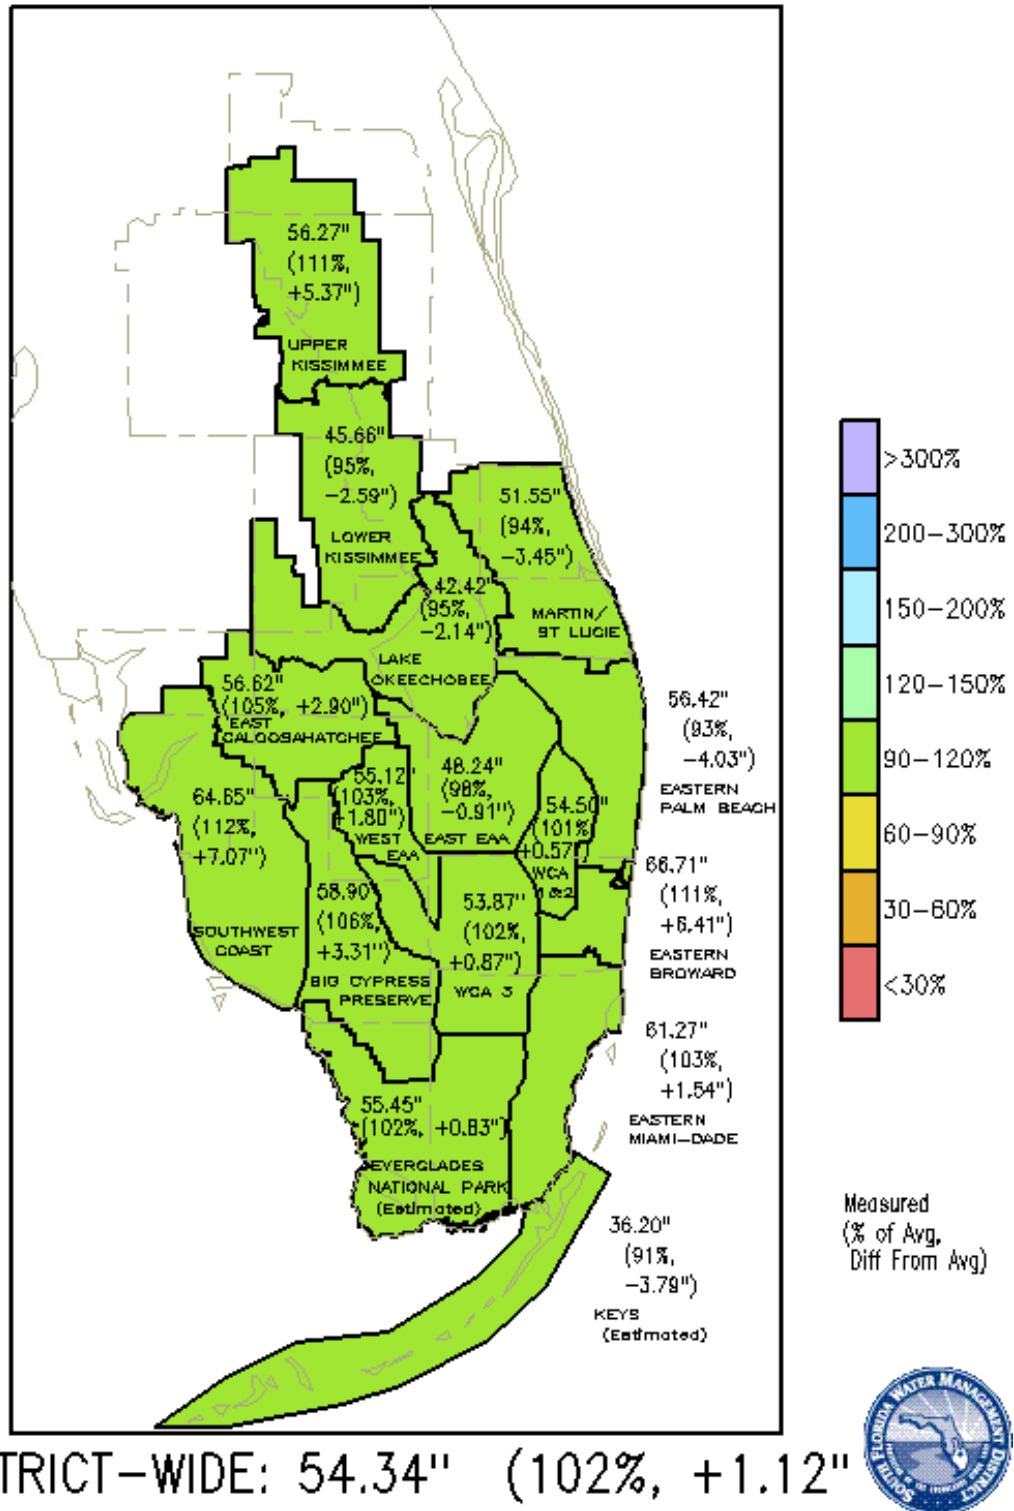 56.27"
(111%,
+5.37")
UPPER
KISSIMMEE
45.66"
(95%,
-2.59")
LOWER
KISSIMMEE
51.55"
(94%,
-3.45")
MARTIN/
ST LUCIE
42.42"
(95%,
-2.14")
LAKE
OKEECHOBEE
56.62"
(105%, +2.90")
EAST
CALOOSAHATCHEE
56.42"
(93%,
-4.03")
EASTERN
PALM BEACH
64.65"
(112%,
+7.07")
SOUTHWEST
COAST
55.12"
(103%,
+1.80")
WEST
EAA
48.24"
(98%,
-0.91")
EAST EAA
54.50"
(101%
+0.57")
WCA
1&2
66.71"
(111%,
+6.41")
EASTERN
BROWARD
58.90"
(106%,
+3.31")
BIG CYPRESS
PRESERVE
53.87"
(102%,
+0.87")
WCA 3
61.27"
(103%,
+1.54")
EASTERN
MIAMI-DADE
55.45"
(102%, +0.83")
EVERGLADES
NATIONAL PARK
(Estimated)
36.20"
(91%,
-3.79")
KEYS
(Estimated)
>300%
200-300%
150-200%
120-150%
90-120%
60-90%
30-60%
<30%
Measured
(% of Avg,
Diff From Avg)
TRICT-WIDE: 54.34" (102%, +1.12"
SOUTH FLORIDA WATER MANAGEMENT DISTRICT